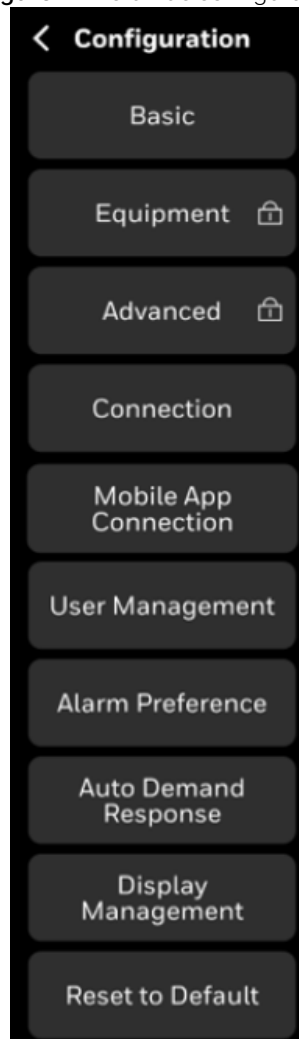 Configuration
Basic
Equipment
Advanced
Connection
Mobile App
Connection
User Management
Alarm Preference
Auto Demand
Response
Display
Management
Reset to Default